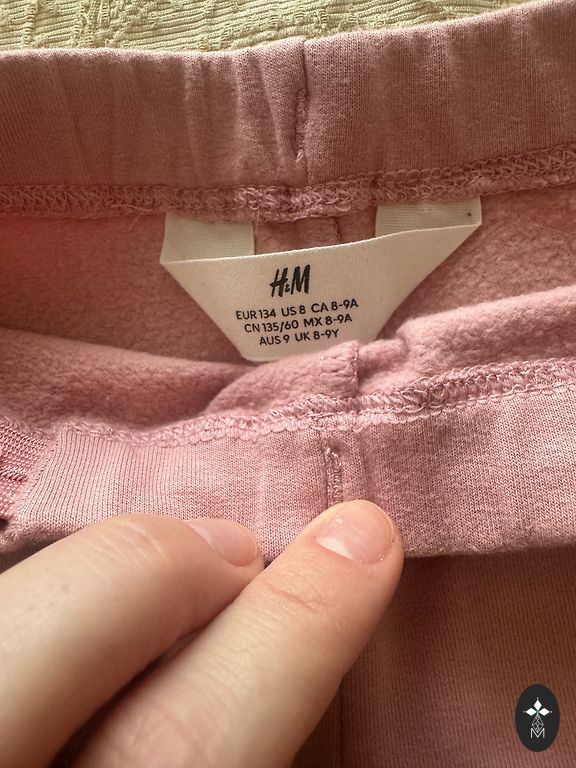 H&M
EUR 134 US 8 CA 8-9A
CN 135/60 MX 8-9A
AUS 9 UK 8-9Y
M